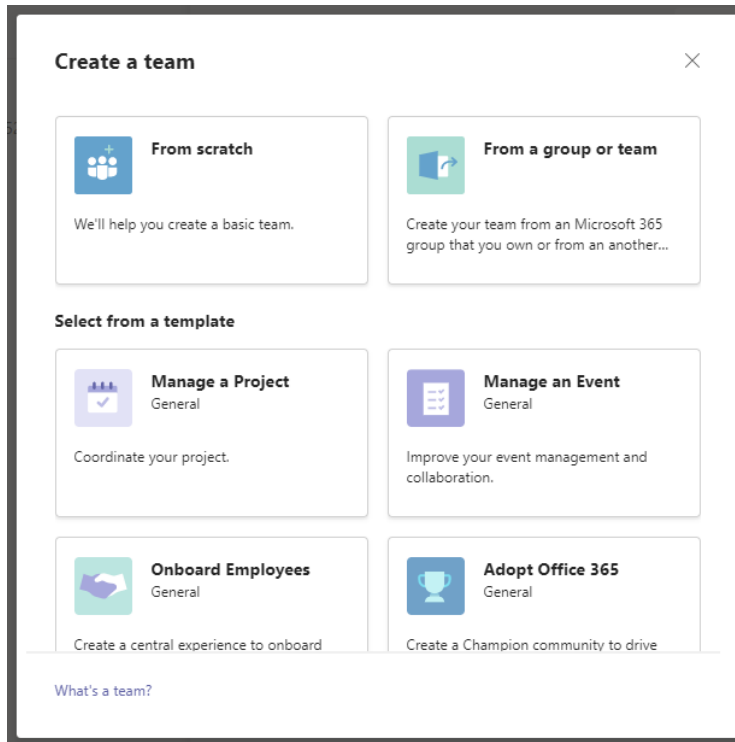 Create a team
From scratch
We'll help you create a basic team.
From a group or team
Create your team from an Microsoft 365
group that you own or from an another...
Select from a template
Manage a Project
General
Coordinate your project.
Manage an Event
General
Improve your event management and
collaboration.
Onboard Employees
General
Create a central experience to onboard
Adopt Office 365
General
Create a Champion community to drive
What's a team?